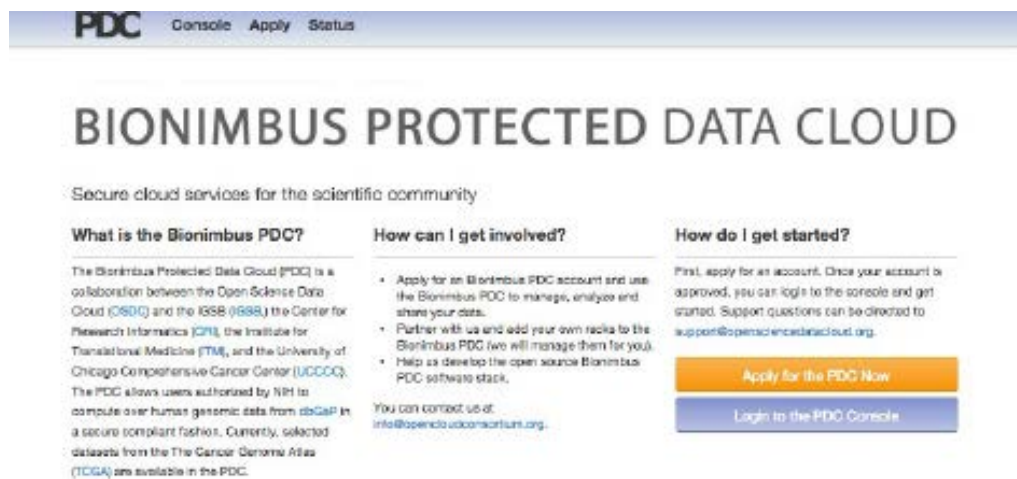 PDC Console Apply Status
BIONIMBUS PROTECTED DATA CLOUD
Secure cloud services for the scientific community
What is the Bionimbus PDC?
The Bionimbus Protected Data Cloud (PDC) is a
collaboration between the Open Science Data
Cloud (OSDC) and the IGSB (IGSB,) the Center for
Research Informatics (CRI), the Institute for
Translational Medicine (ITM), and the University of
Chicago Comprehensive Cancer Center (UCCCC).
The PDC allows users authorized by NIH to
compute over human genomic data from dbGaP in
a secure compliant fashion. Currently, selected
datasets from the The Cancer Genome Atlas
(TCGA) are available in the PDC.
How can I get involved?
• Apply for an Bionimbus PDC account and use
the Bionimbus PDC to manage, analyze and
share your data.
• Partner with us and add your own racks to the
Bionimbus PDC (we will manage them for you).
• Help us develop the open source Bionimbus
PDC software stack.
You can contact us at
info@opencloudconsortium.org.
How do I get started?
First, apply for an account. Once your account is
approved, you can login to the console and get
started. Support questions can be directed to
support@opensciencedatacloud.org.
Apply for the PDC Now
Login to the PDC Console